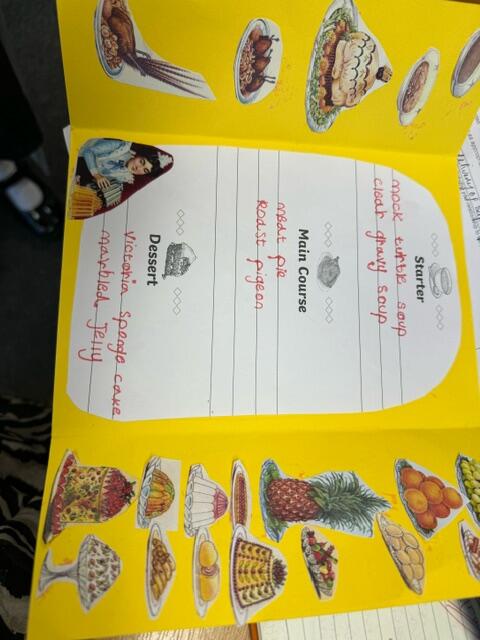 Starter
mock turtle soup
clear gravy soup
Main Course
meat pie
Roast pigeon
Dessert
Victoria sponge cake
marbled jelly